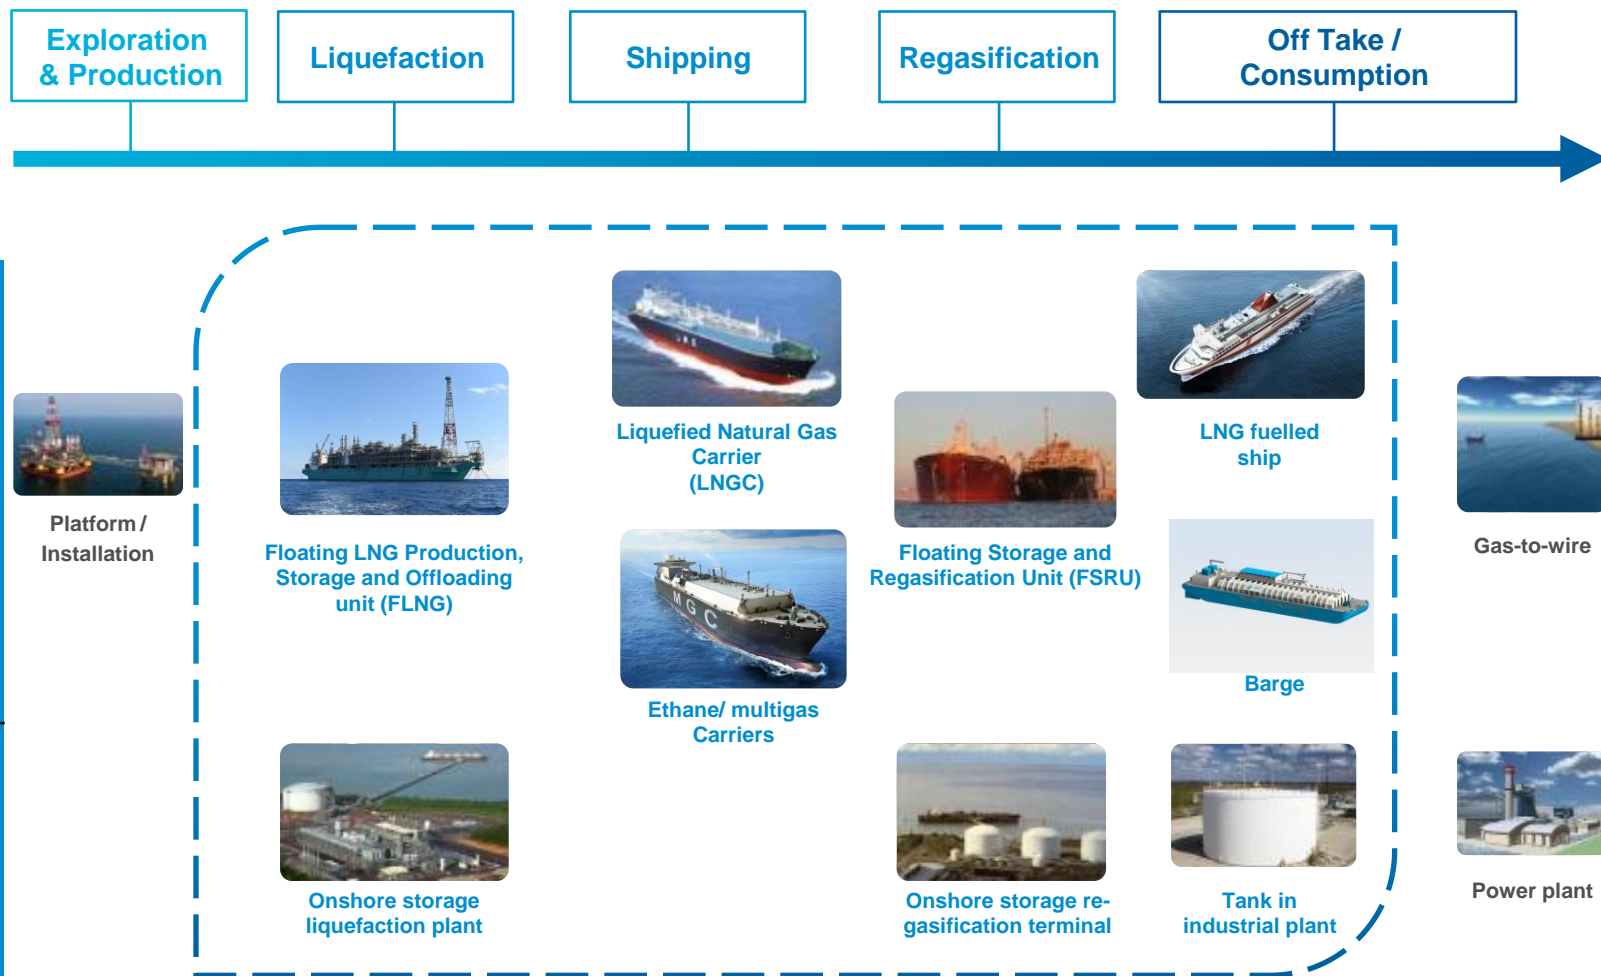 Exploration
& Production
Liquefaction
Shipping
Regasification
Off Take /
Consumption
Platform /
Installation
Floating LNG Production,
Storage and Offloading
unit (FLNG)
Liquefied Natural Gas
Carrier
(LNGC)
MGC
Ethane/ multigas
Carriers
Floating Storage and
Regasification Unit (FSRU)
LNG fuelled
ship
Barge
Gas-to-wire
Onshore storage
liquefaction plant
Onshore storage re-
gasification terminal
Tank in
industrial plant
Power plant